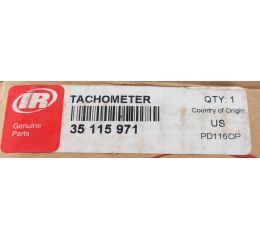 IR
Genuine
Parts
TACHOMETER
35 115 971
QTY: 1
Country of Origin:
US
PD116OP